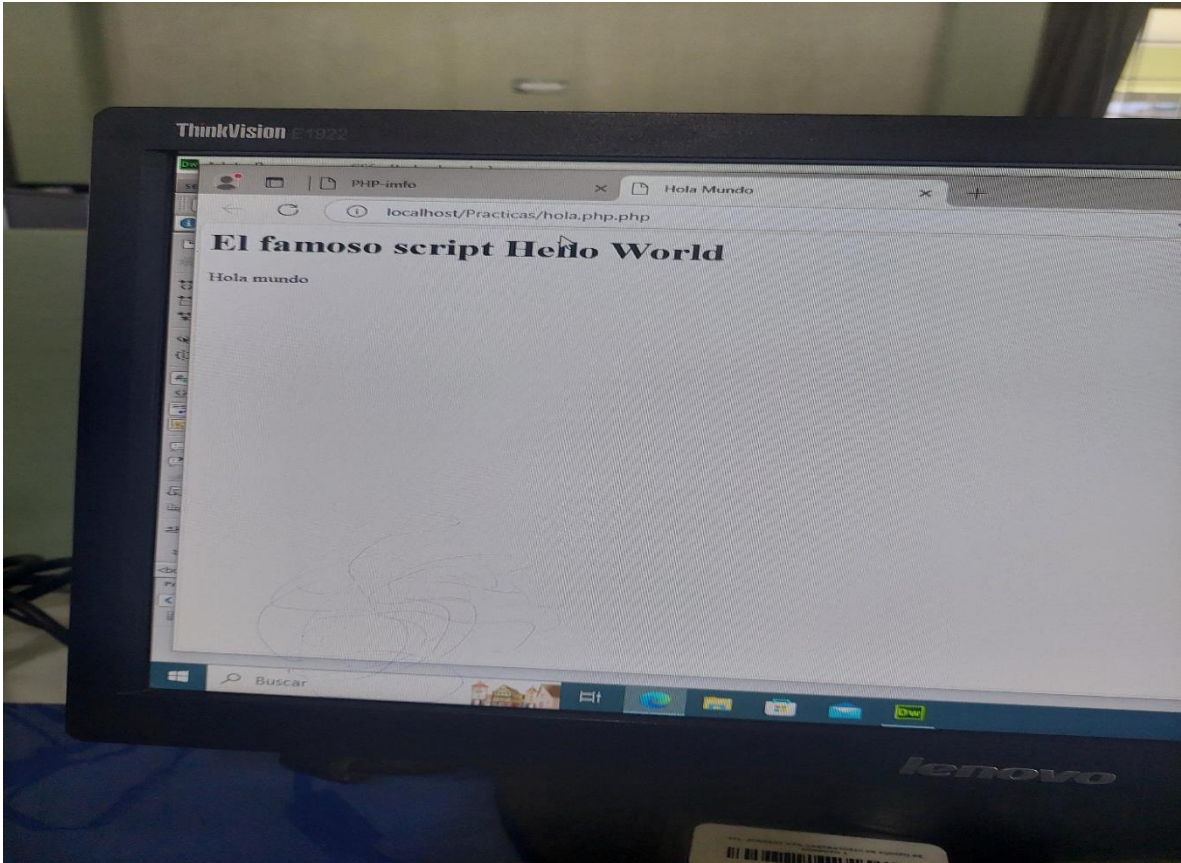 ThinkVision E1922
Dw
PHP-imfo
Hola Mundo
localhost/Practicas/hola.php.php
El famoso script Hello World
Hola mundo
Buscar
Dw
lenovo